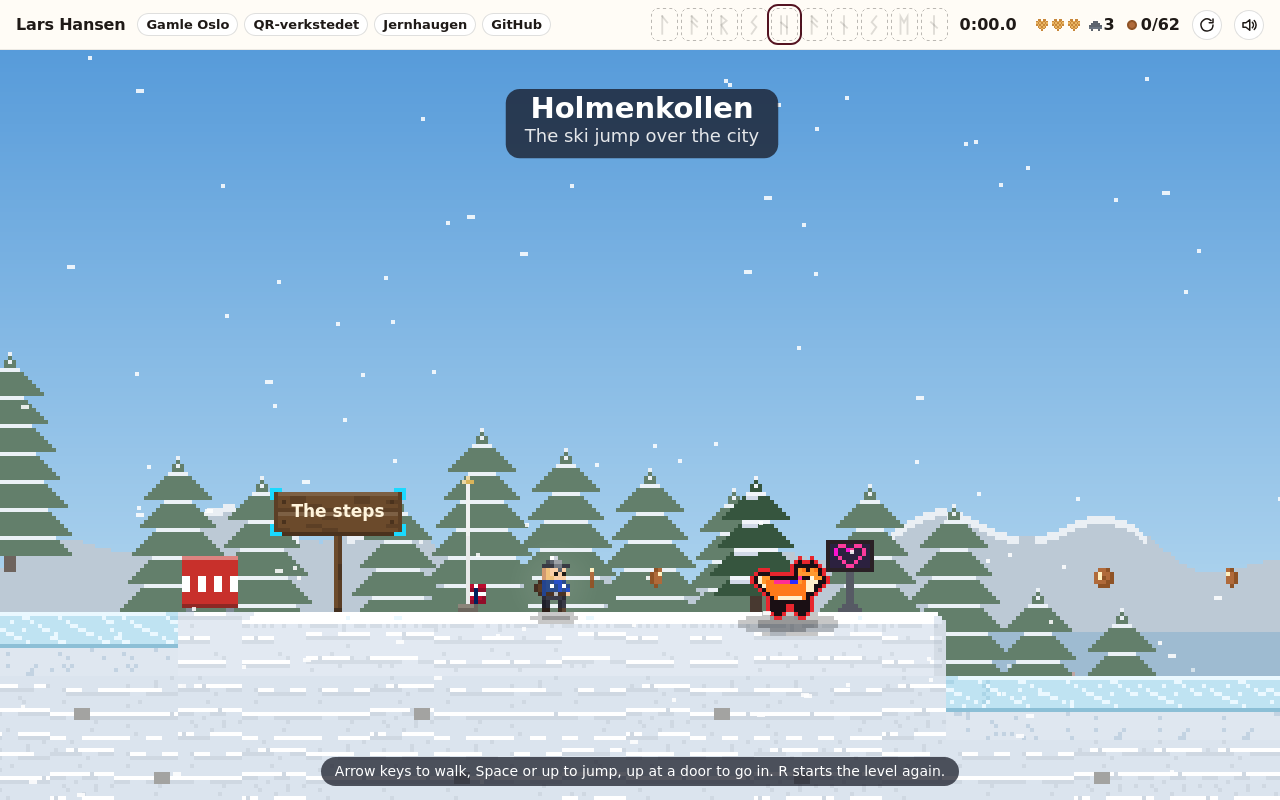 Lars Hansen
Gamle Oslo
QR-verkstedet
Jernhaugen
GitHub
ᛚ ᚨ ᚱ ᛊ ᚺ ᚨ ᚾ ᛊ ᛖ ᚾ
0:00.0
3
0/62
Holmenkollen
The ski jump over the city
The steps
Arrow keys to walk, Space or up to jump, up at a door to go in. R starts the level again.